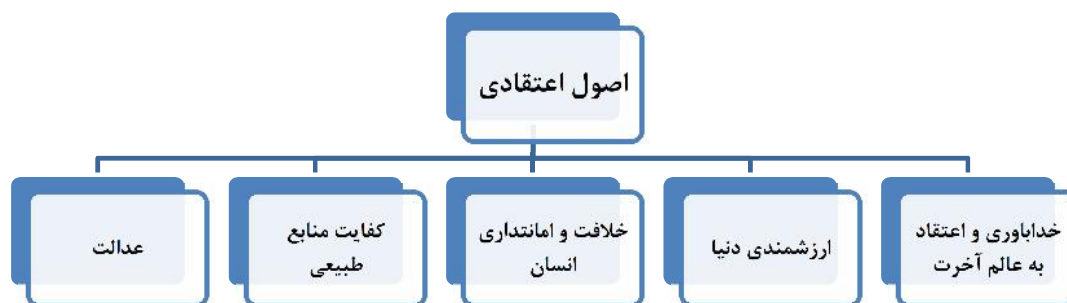 اصول اعتقادی
خداباوری و اعتقاد
به عالم آخرت
ارزشمندی دنیا
خلافت و امانتداری
انسان
کفایت منابع
طبیعی
عدالت